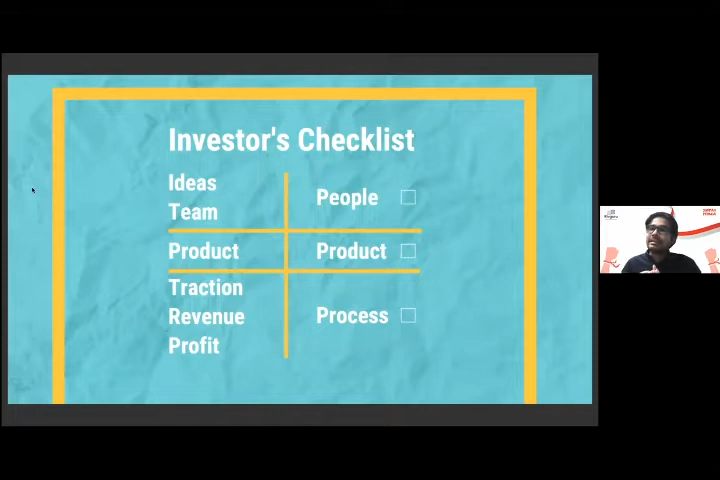 Investor's Checklist
Ideas
Team
People
Product
Product
Traction
Revenue
Profit
Process